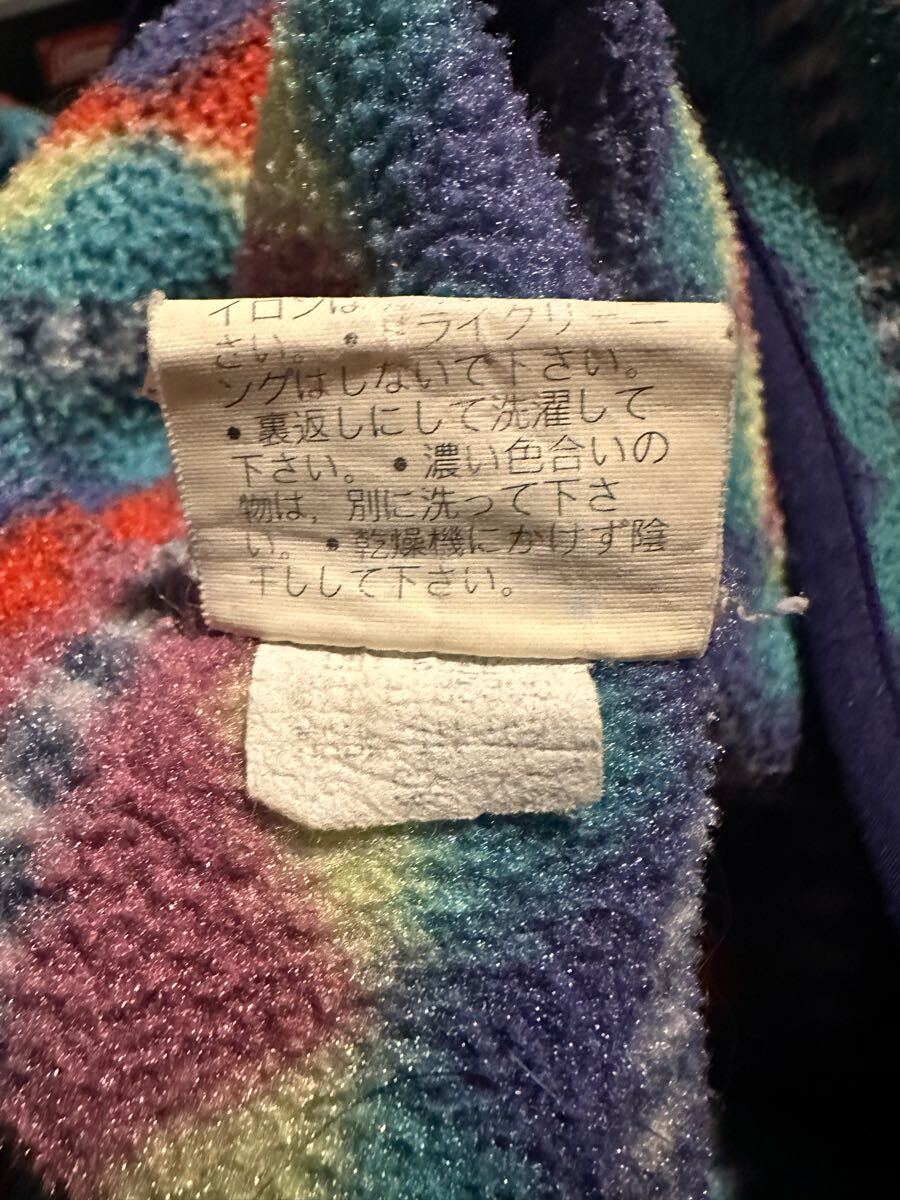 イロンは
さい。 • ドライクリーニ
ングはしないで下さい。
• 裏返しにして洗濯して
下さい。 • 濃い色合いの
物は、別に洗って下さ
い。 • 乾燥機にかけず陰
干しして下さい。